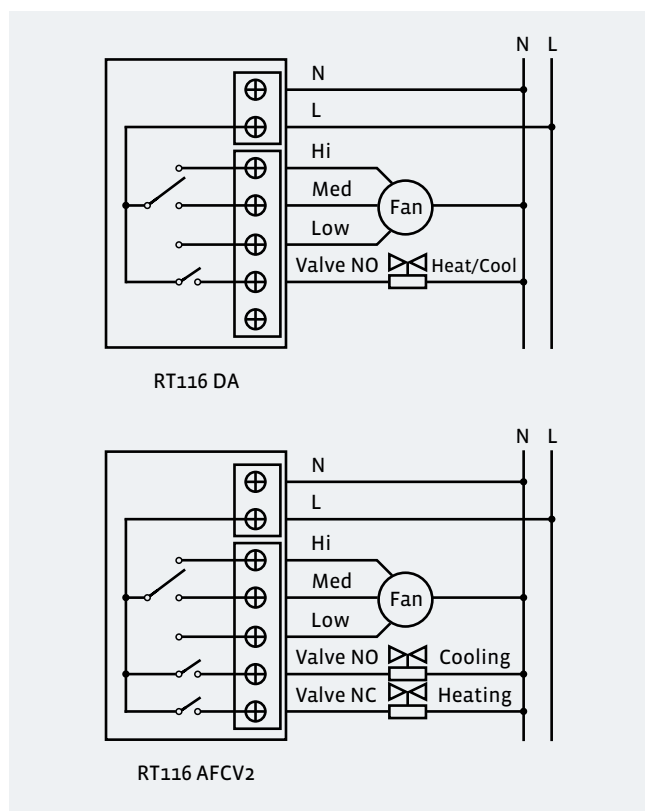 N L
N
L
Hi
Med
Fan
Low
Valve NO Heat/Cool
RT116 DA
N L
N
L
Hi
Med
Fan
Low
Valve NO Cooling
Valve NC Heating
RT116 AFCV2